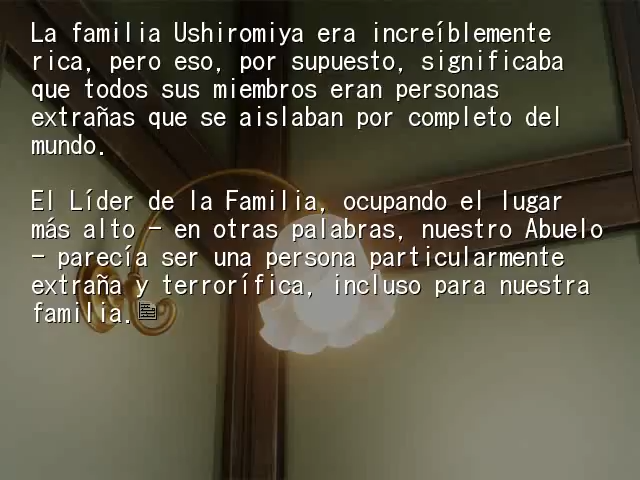 La familia Ushiromiya era increíblemente
rica, pero eso, por supuesto, significaba
que todos sus miembros eran personas
extrañas que se aislaban por completo del
mundo.
El Líder de la Familia, ocupando el lugar
más alto – en otras palabras, nuestro Abuelo
– parecía ser una persona particularmente
extraña y terrorífica, incluso para nuestra
familia.